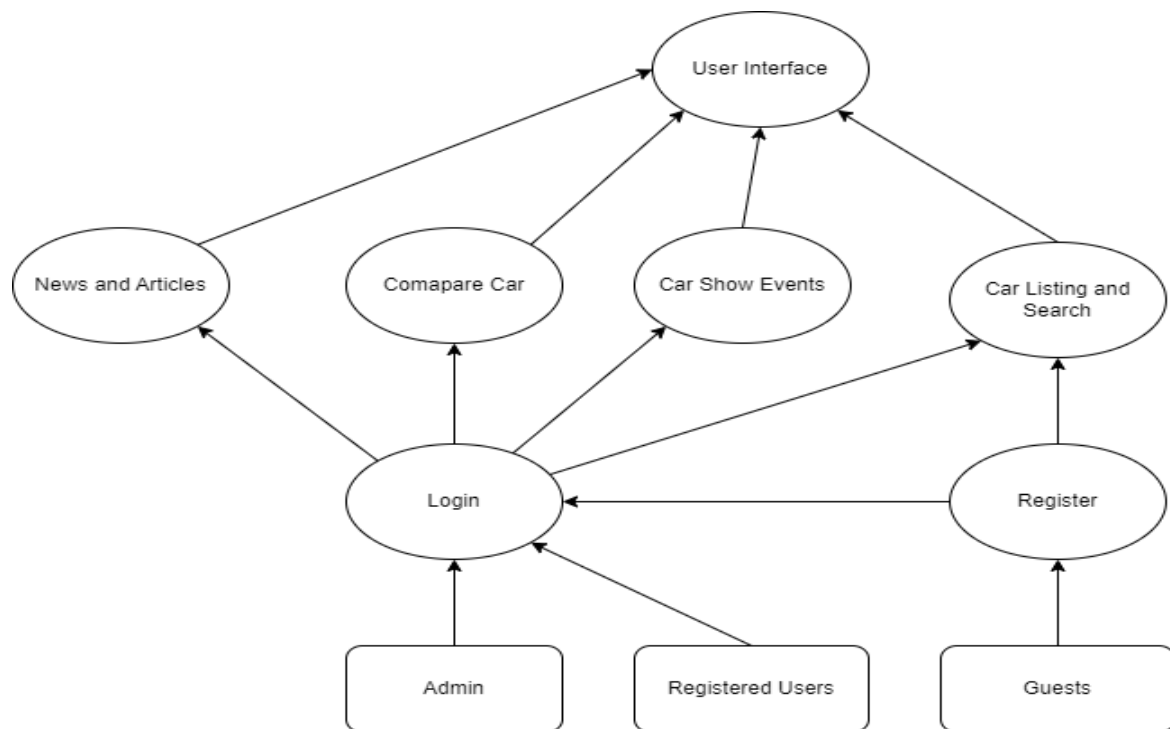 User Interface
News and Articles
Comapare Car
Car Show Events
Car Listing and
Search
Login
Register
Admin
Registered Users
Guests